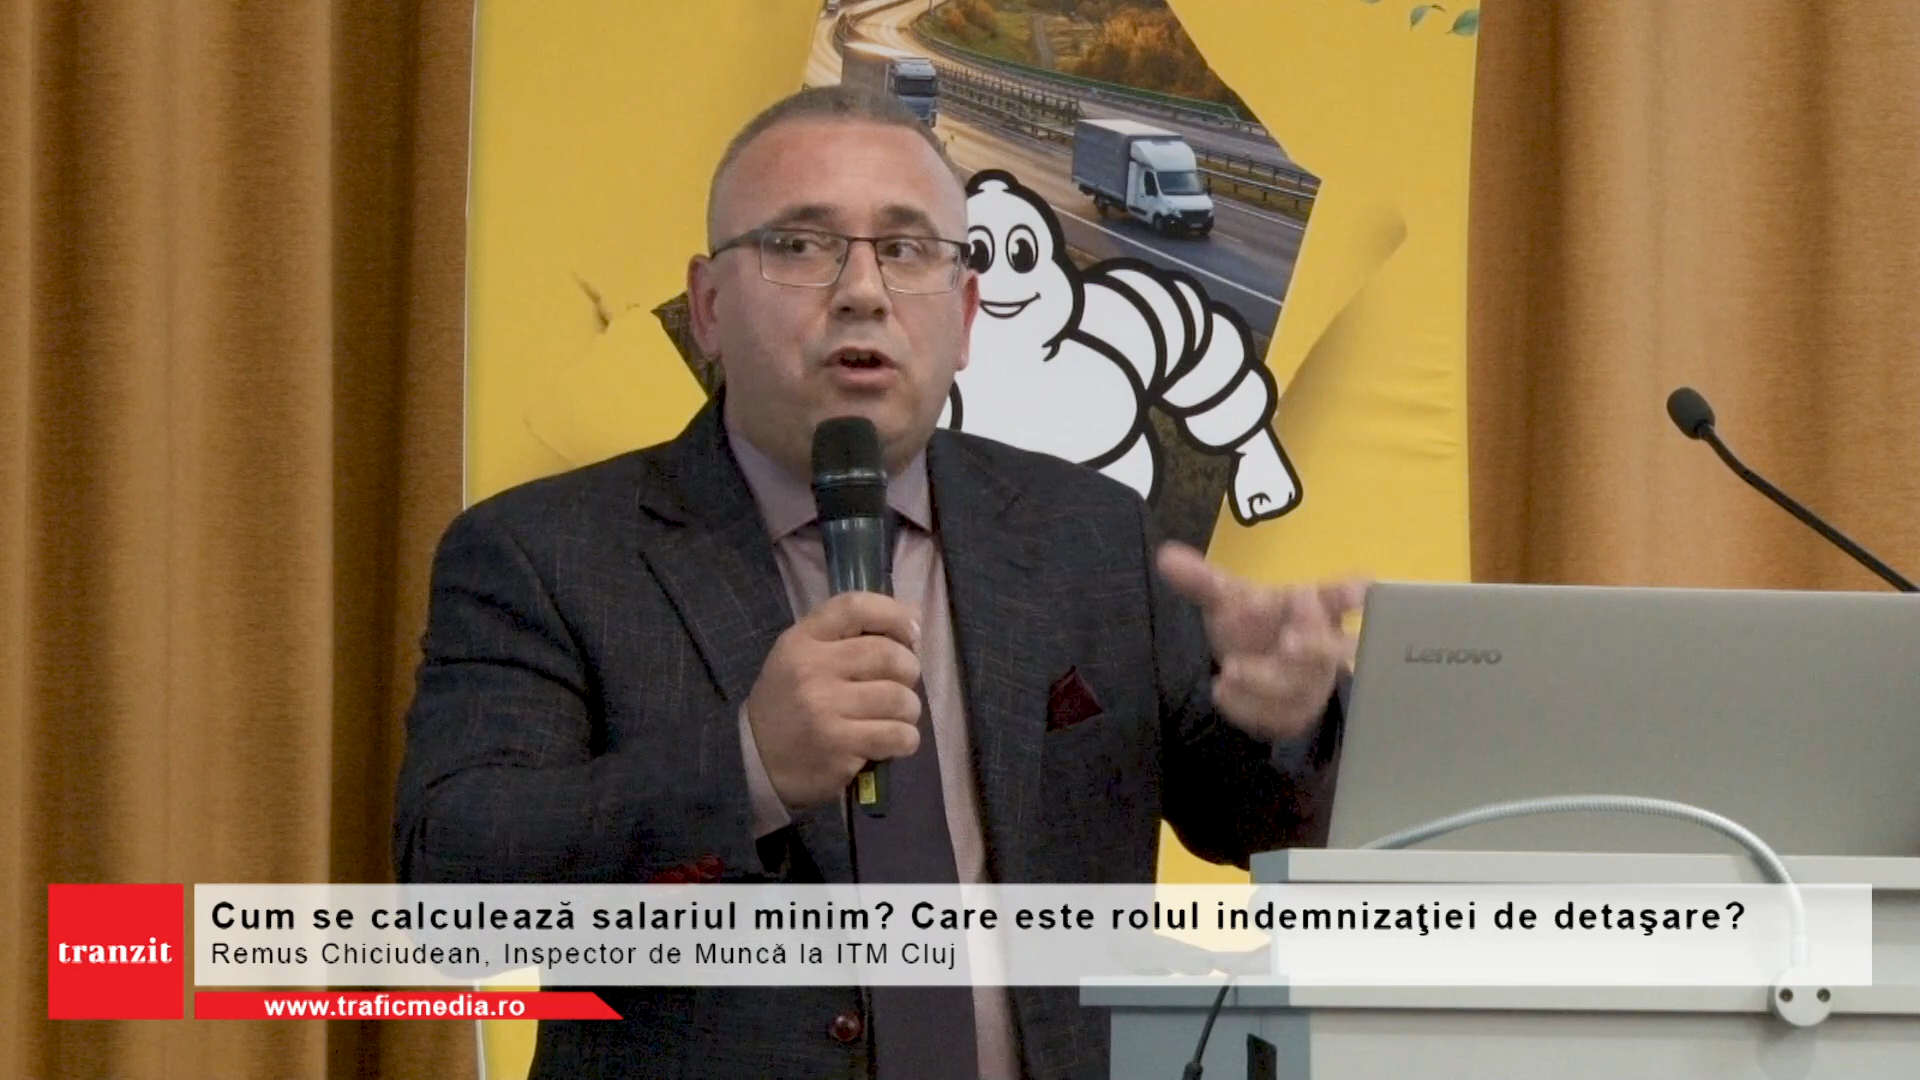 Lenovo
Cum se calculează salariul minim? Care este rolul indemnizaţiei de detaşare?
Remus Chiciudean, Inspector de Muncă la ITM Cluj
tranzit
www.traficmedia.ro